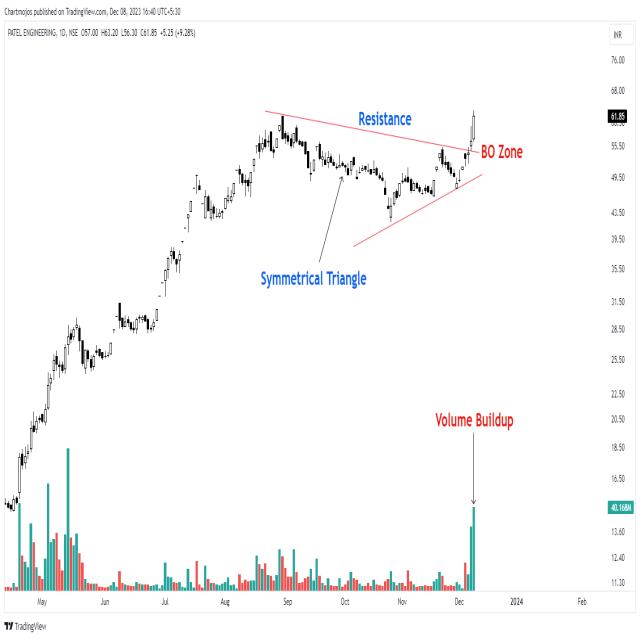 Chartmojos published on TradingView.com, Dec 08, 2023 16:40 UTC+5:30
PATEL ENGINEERING, 1D, NSE O57.00 H63.20 L56.30 C61.85 +5.25 (+9.28%)
INR
76.00
68.00
61.85
Resistance
55.50
BO Zone
49.50
43.50
39.50
Symmetrical Triangle
35.50
31.50
28.50
25.50
22.50
20.50
Volume Buildup
18.50
16.50
40.168M
13.60
12.40
11.30
May Jun Jul Aug Sep Oct Nov Dec 2024 Feb
TradingView